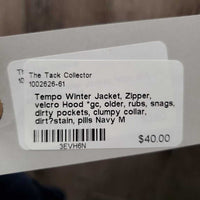 The Tack Collector
1002626-61
Tempo Winter Jacket, Zipper,
velcro Hood *gc, older, rubs, snags,
dirty pockets, clumpy collar,
dirt?stain, pills Navy M
$40.00
3EVH6N